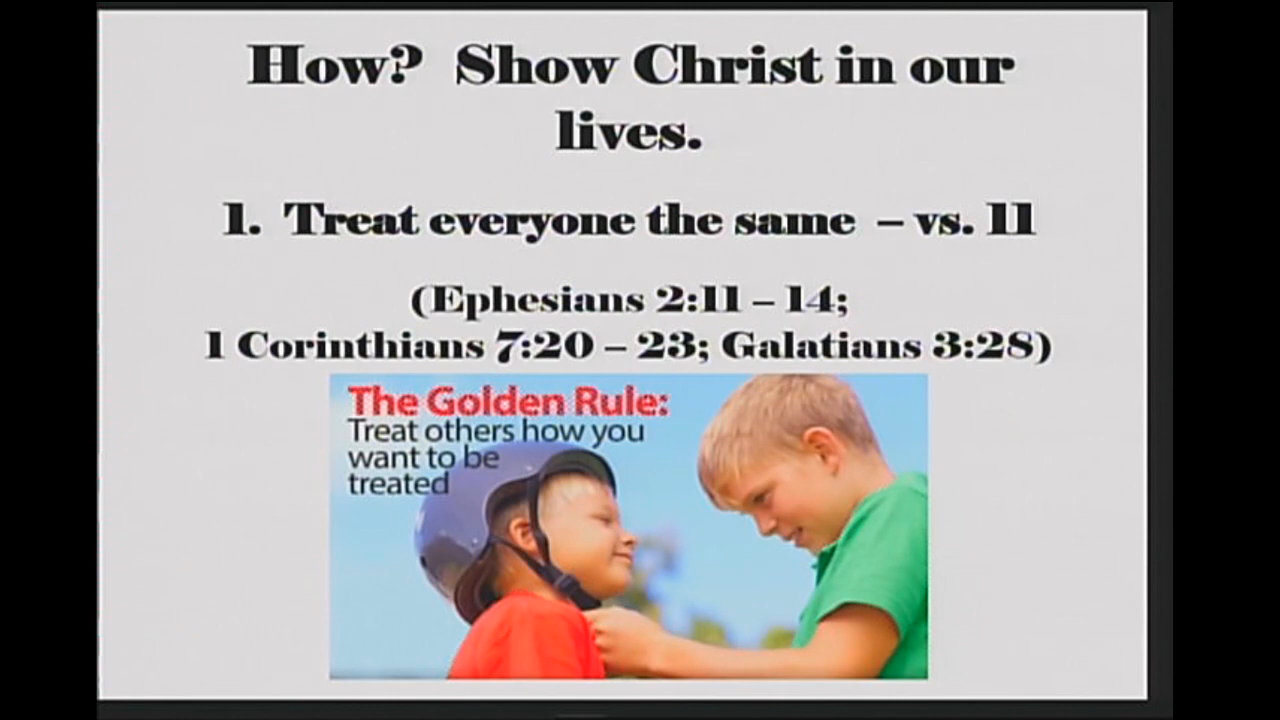 How? Show Christ in our
lives.
1. Treat everyone the same – vs. 11
(Ephesians 2:11 – 14;
1 Corinthians 7:20 – 23; Galatians 3:28)
The Golden Rule:
Treat others how you
want to be
treated